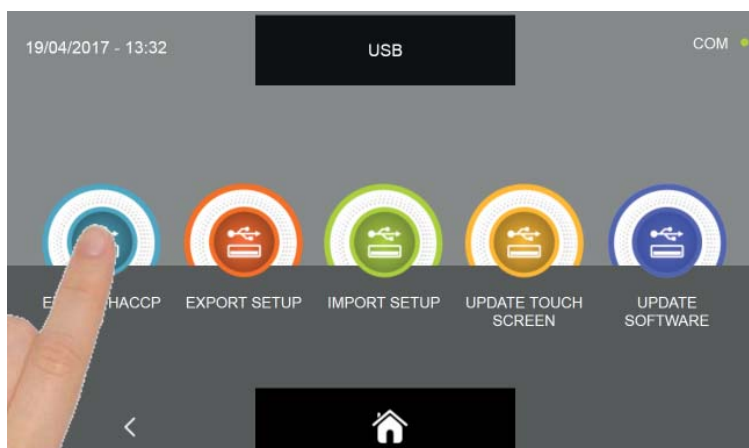 19/04/2017 - 13:32
USB
COM
HACCP
EXPORT SETUP
IMPORT SETUP
UPDATE TOUCH
SCREEN
UPDATE
SOFTWARE